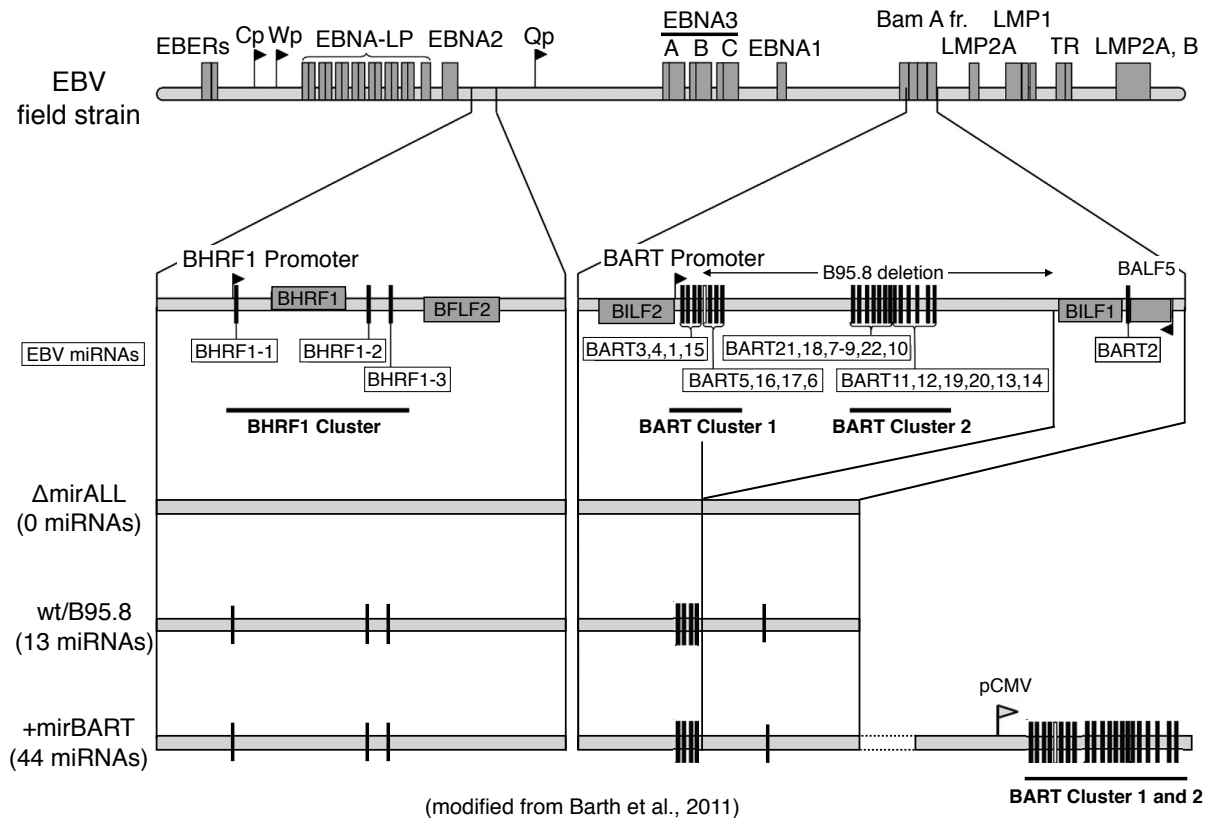 EBV
field strain
EBERs
Cp
Wp
EBNA-LP
EBNA2
Qp
EBNA3
A B C
EBNA1
Bam A fr.
LMP1
LMP2A
TR
LMP2A, B
BHRF1 Promoter
BHRF1
BFLF2
EBV miRNAs
BHRF1-1
BHRF1-2
BHRF1-3
BHRF1 Cluster
BART Promoter
B95.8 deletion
BALF5
BILF2
BILF1
BART3,4,1,15
BART21,18,7-9,22,10
BART2
BART5,16,17,6
BART11,12,19,20,13,14
BART Cluster 1
BART Cluster 2
ΔmirALL
(0 miRNAs)
wt/B95.8
(13 miRNAs)
+mirBART
(44 miRNAs)
pCMV
BART Cluster 1 and 2
(modified from Barth et al., 2011)